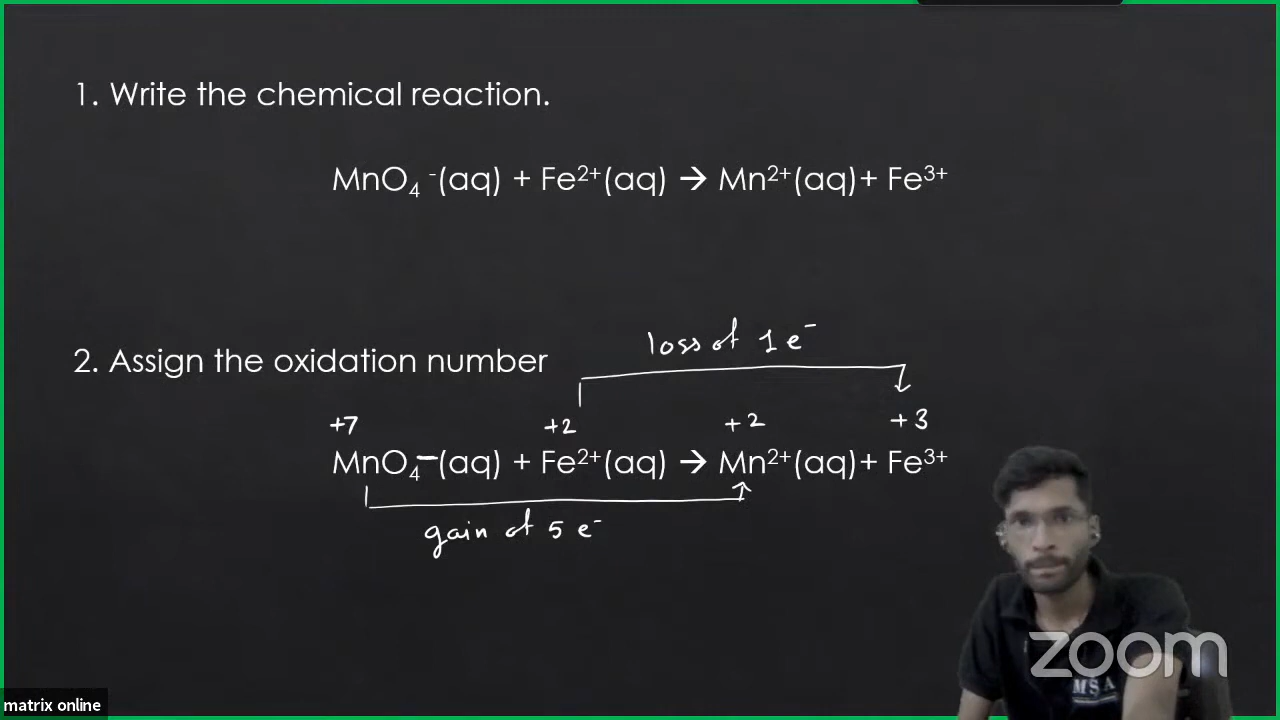 1. Write the chemical reaction.
MnO₄ ⁻(aq) + Fe²⁺(aq) → Mn²⁺(aq)+ Fe³⁺
loss of 1 e⁻
2. Assign the oxidation number
+7 +2 +2 +3
MnO₄⁻(aq) + Fe²⁺(aq) → Mn²⁺(aq)+ Fe³⁺
gain of 5 e⁻
zoom
MSA
matrix online